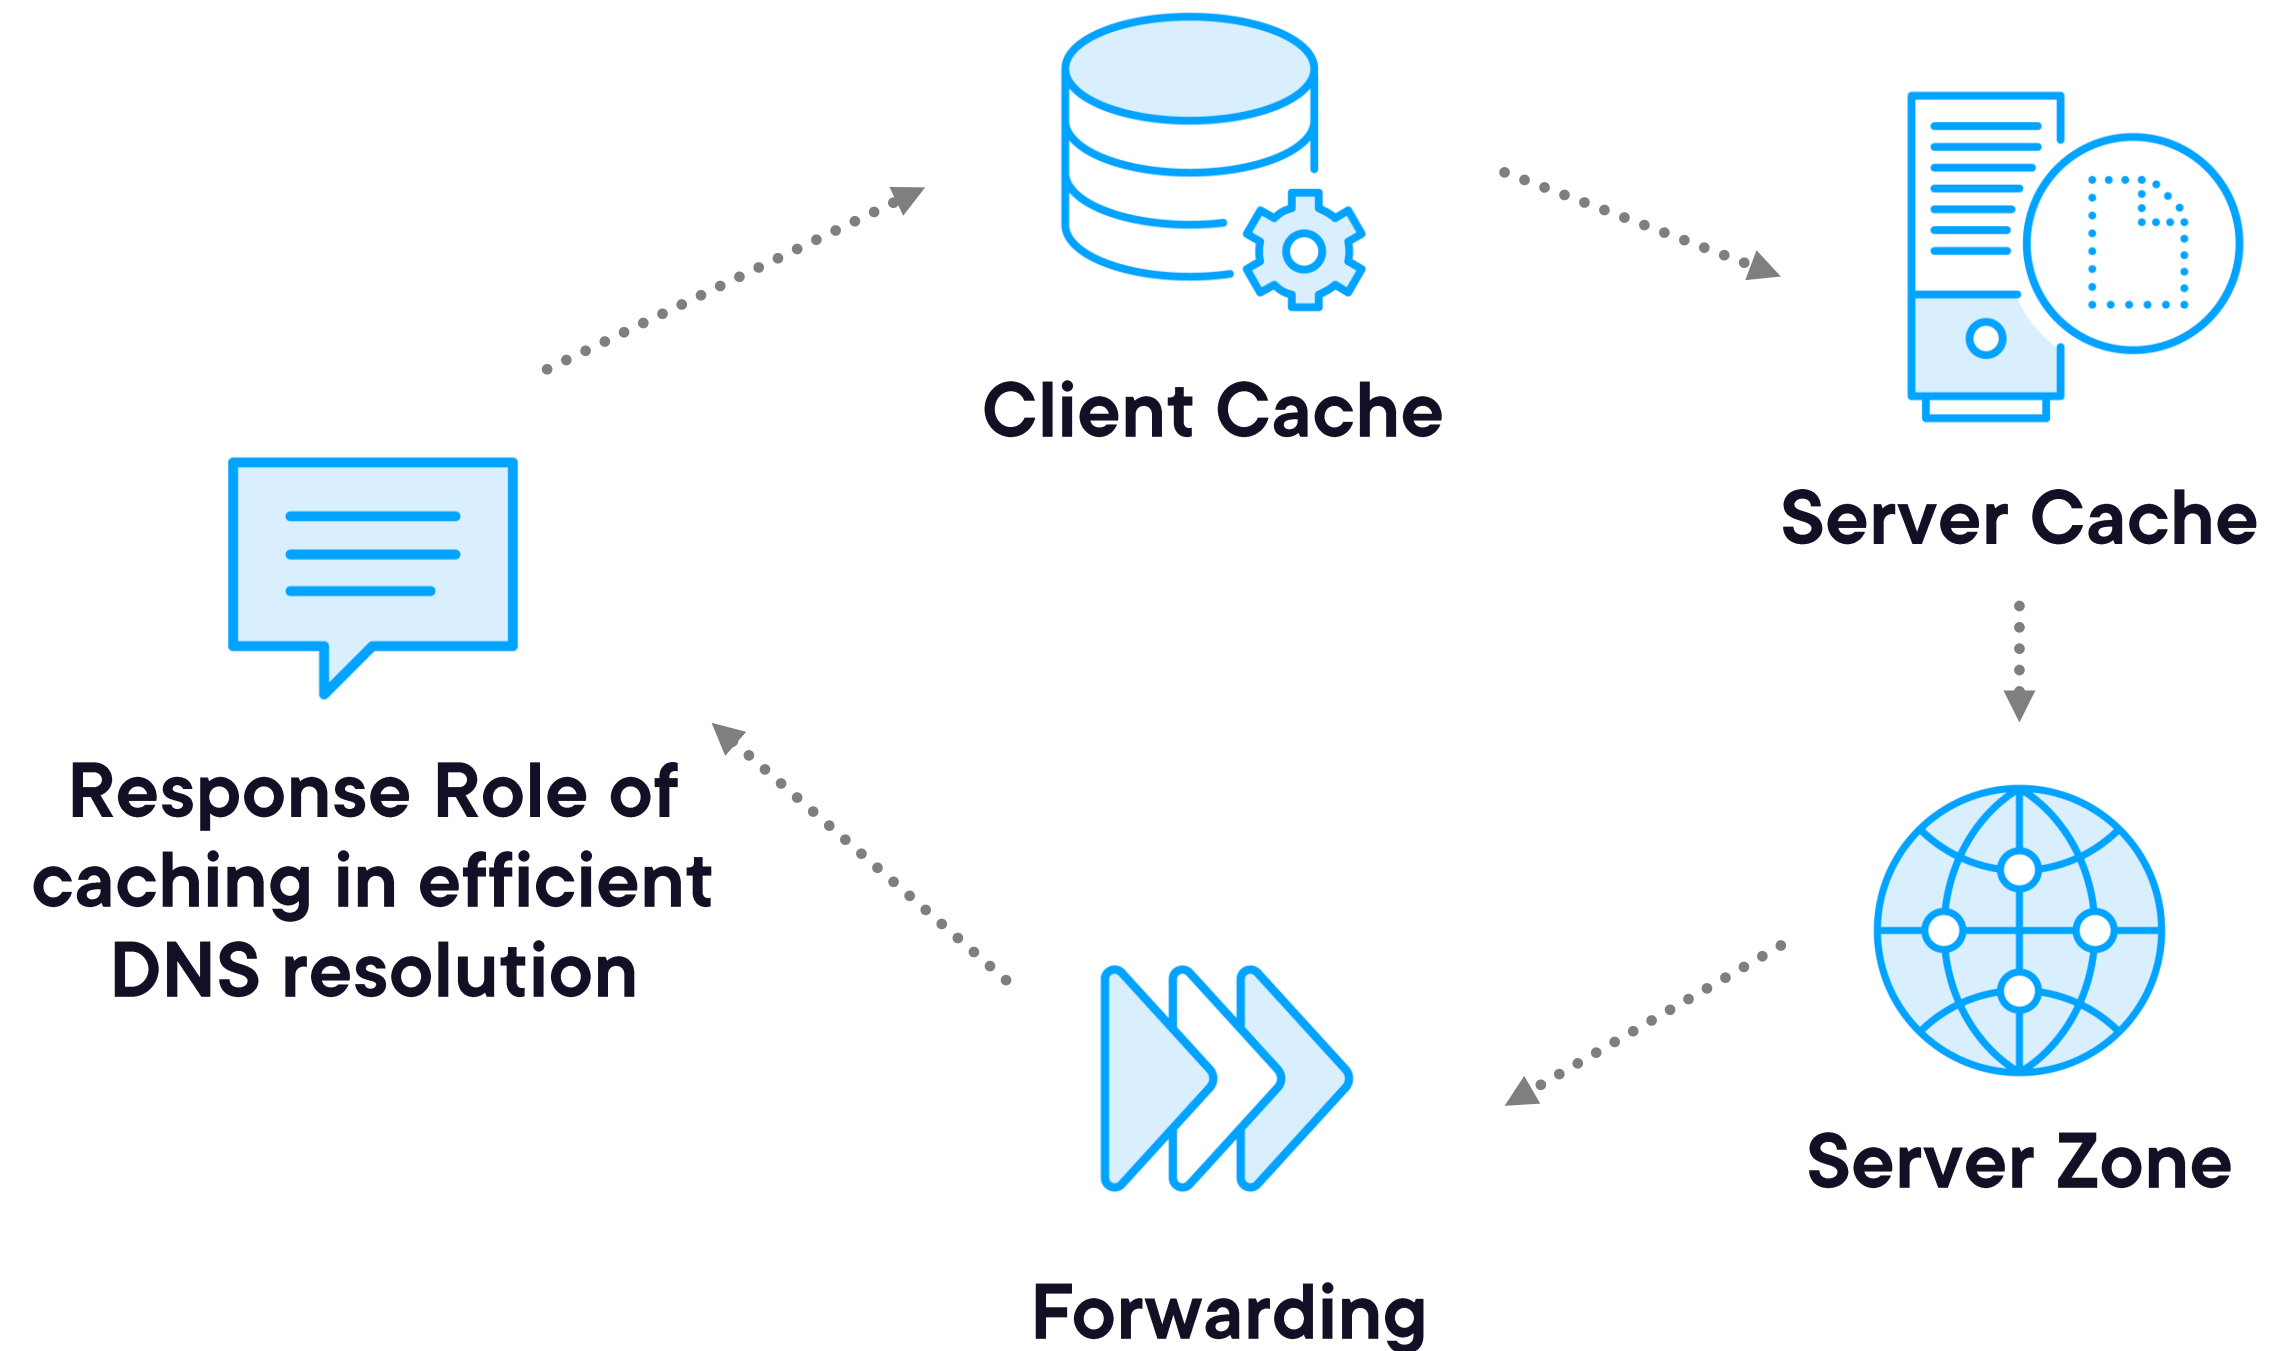 Client Cache
Server Cache
Response Role of
caching in efficient
DNS resolution
Server Zone
Forwarding